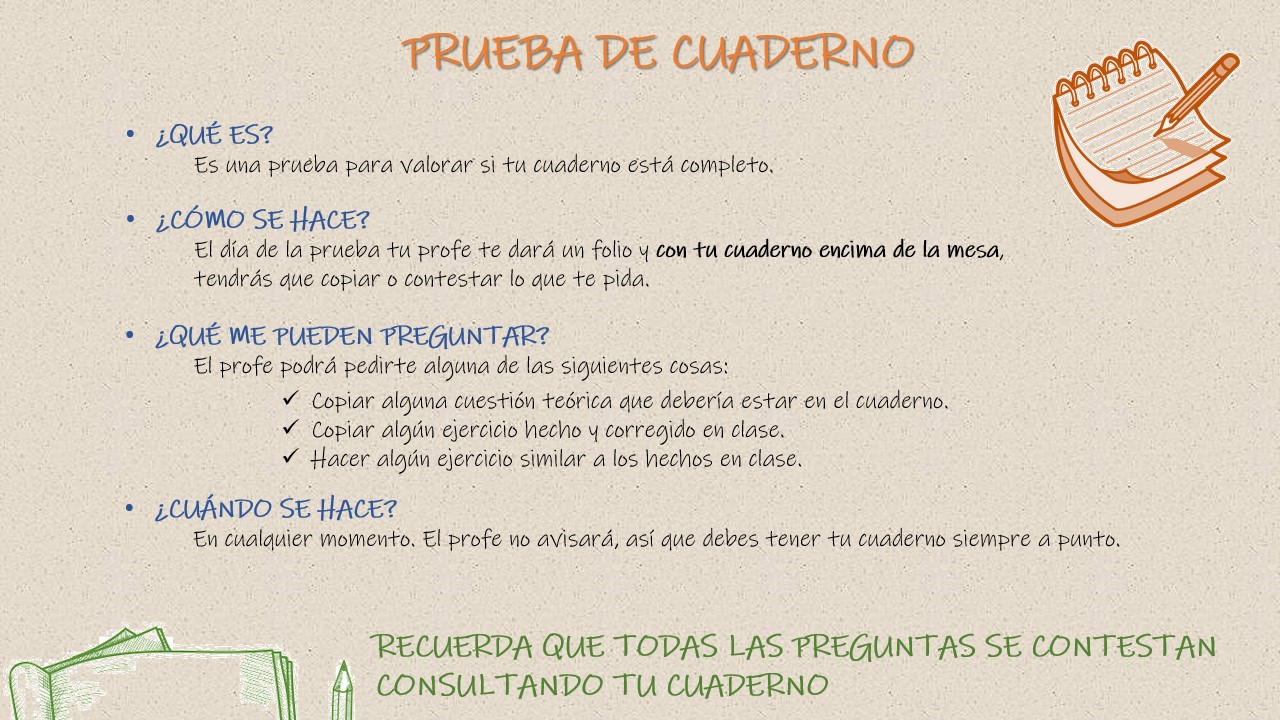 PRUEBA DE CUADERNO
• ¿QUÉ ES?
Es una prueba para valorar si tu cuaderno está completo.
• ¿CÓMO SE HACE?
El día de la prueba tu profe te dará un folio y con tu cuaderno encima de la mesa,
tendrás que copiar o contestar lo que te pida.
• ¿QUÉ ME PUEDEN PREGUNTAR?
El profe podrá pedirte alguna de las siguientes cosas:
✓ Copiar alguna cuestión teórica que debería estar en el cuaderno.
✓ Copiar algún ejercicio hecho y corregido en clase.
✓ Hacer algún ejercicio similar a los hechos en clase.
• ¿CUÁNDO SE HACE?
En cualquier momento. El profe no avisará, así que debes tener tu cuaderno siempre a punto.
RECUERDA QUE TODAS LAS PREGUNTAS SE CONTESTAN
CONSULTANDO TU CUADERNO